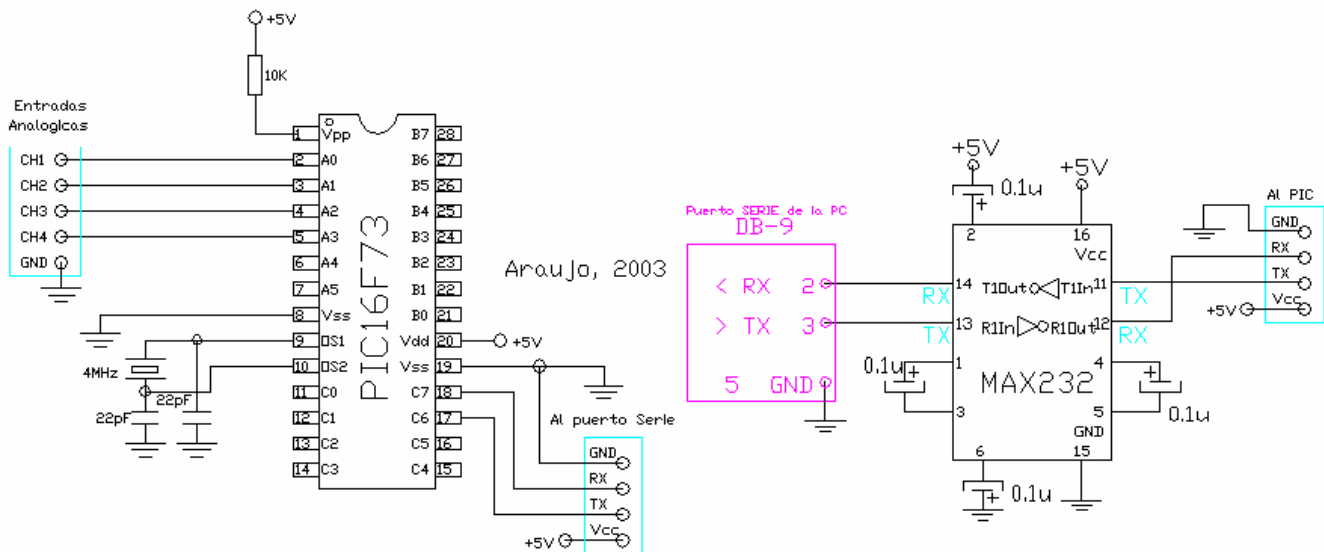 +5V
10K
Entradas
Analogicas
CH1
CH2
CH3
CH4
GND
1 Vpp B7 28
2 A0 B6 27
3 A1 B5 26
4 A2 B4 25
5 A3 B3 24
6 A4 B2 23
7 A5 B1 22
8 Vss B0 21
9 OS1 Vdd 20
10 OS2 Vss 19
11 C0 C7 18
12 C1 C6 17
13 C2 C5 16
14 C3 C4 15
PIC16F73
+5V
4MHz
22pF
22pF
Araujo, 2003
Al puerto Serie
GND
RX
TX
Vcc
+5V
Puerto SERIE de la PC
DB-9
< RX 2
> TX 3
5 GND
+5V
0.1u
+
+5V
2 16
Vcc
14 T1Out T1In 11
RX TX
13 R1In R1Out 12
TX RX
1 4
MAX232
3 5
GND
6 15
0.1u
+
+
0.1u
+
0.1u
Al PIC
GND
RX
TX
Vcc
+5V